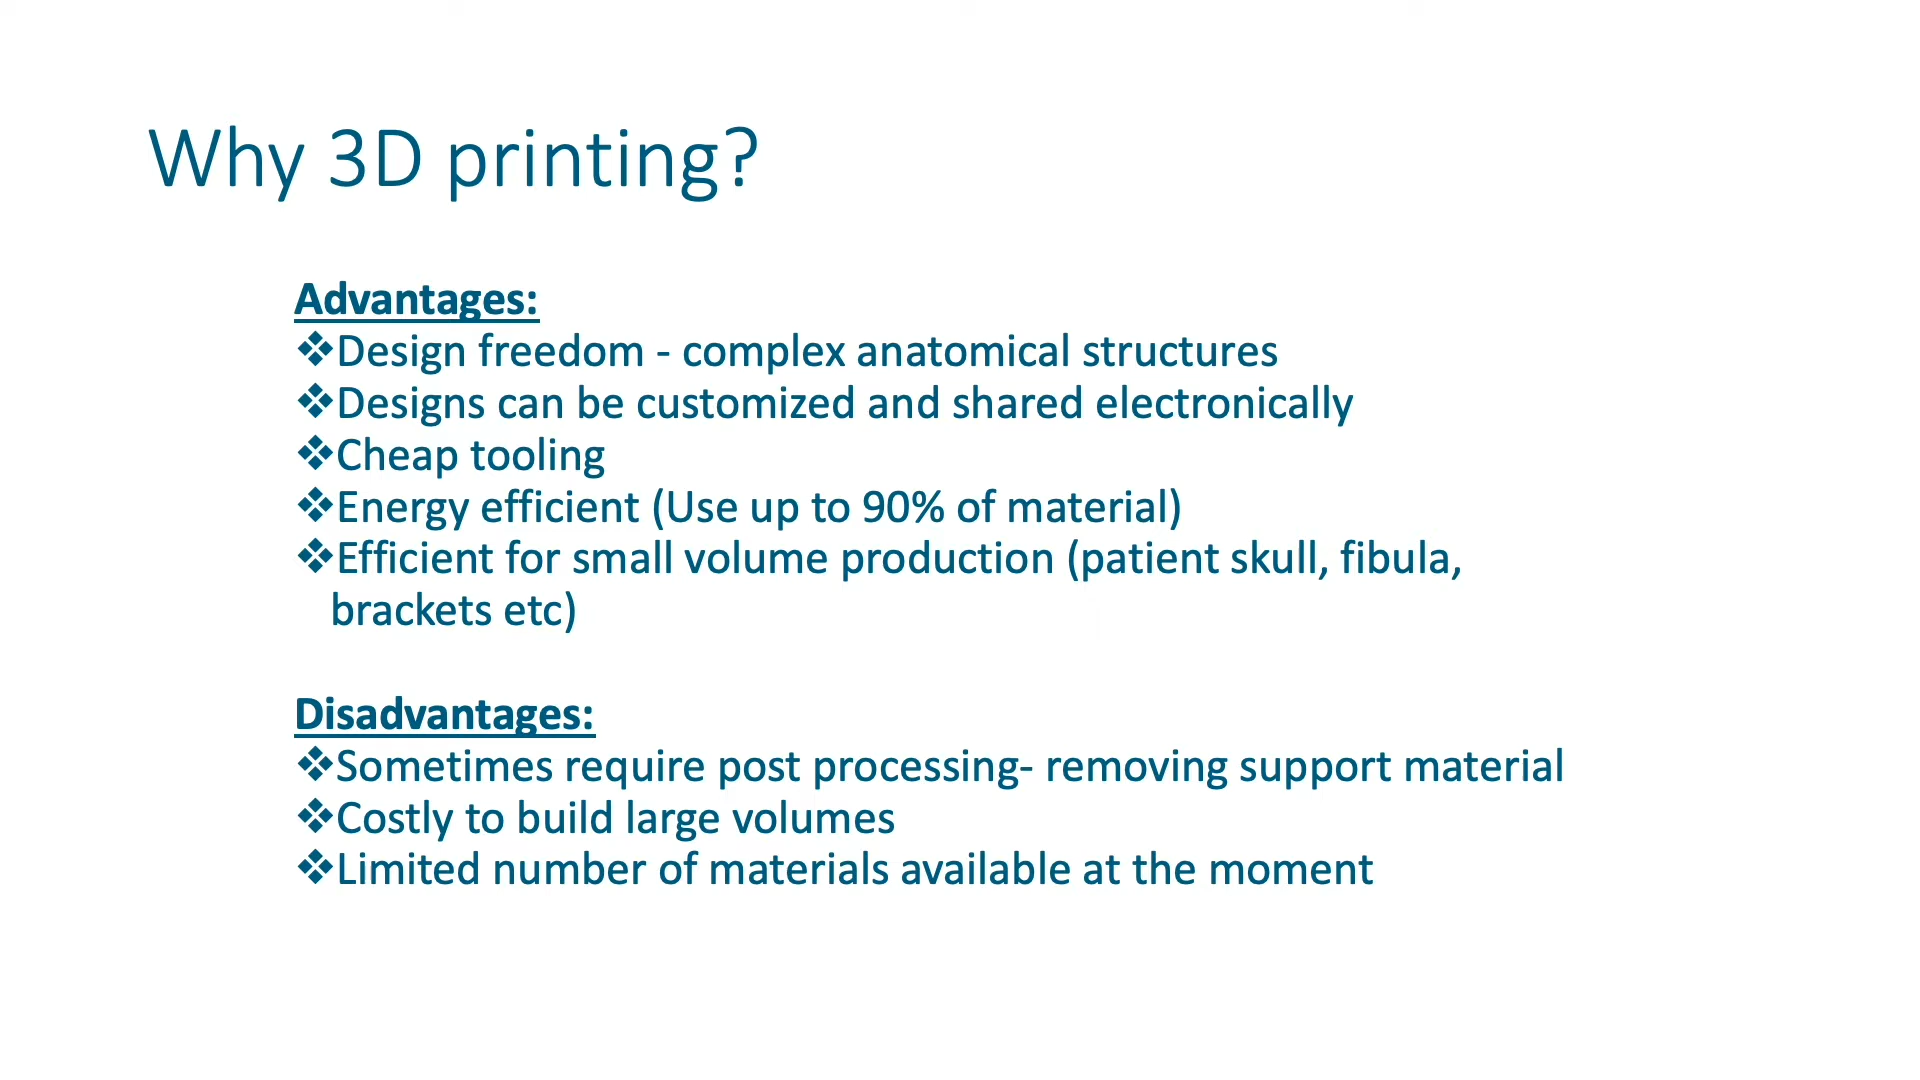 Why 3D printing?
Advantages:
❖Design freedom - complex anatomical structures
❖Designs can be customized and shared electronically
❖Cheap tooling
❖Energy efficient (Use up to 90% of material)
❖Efficient for small volume production (patient skull, fibula,
brackets etc)
Disadvantages:
❖Sometimes require post processing- removing support material
❖Costly to build large volumes
❖Limited number of materials available at the moment